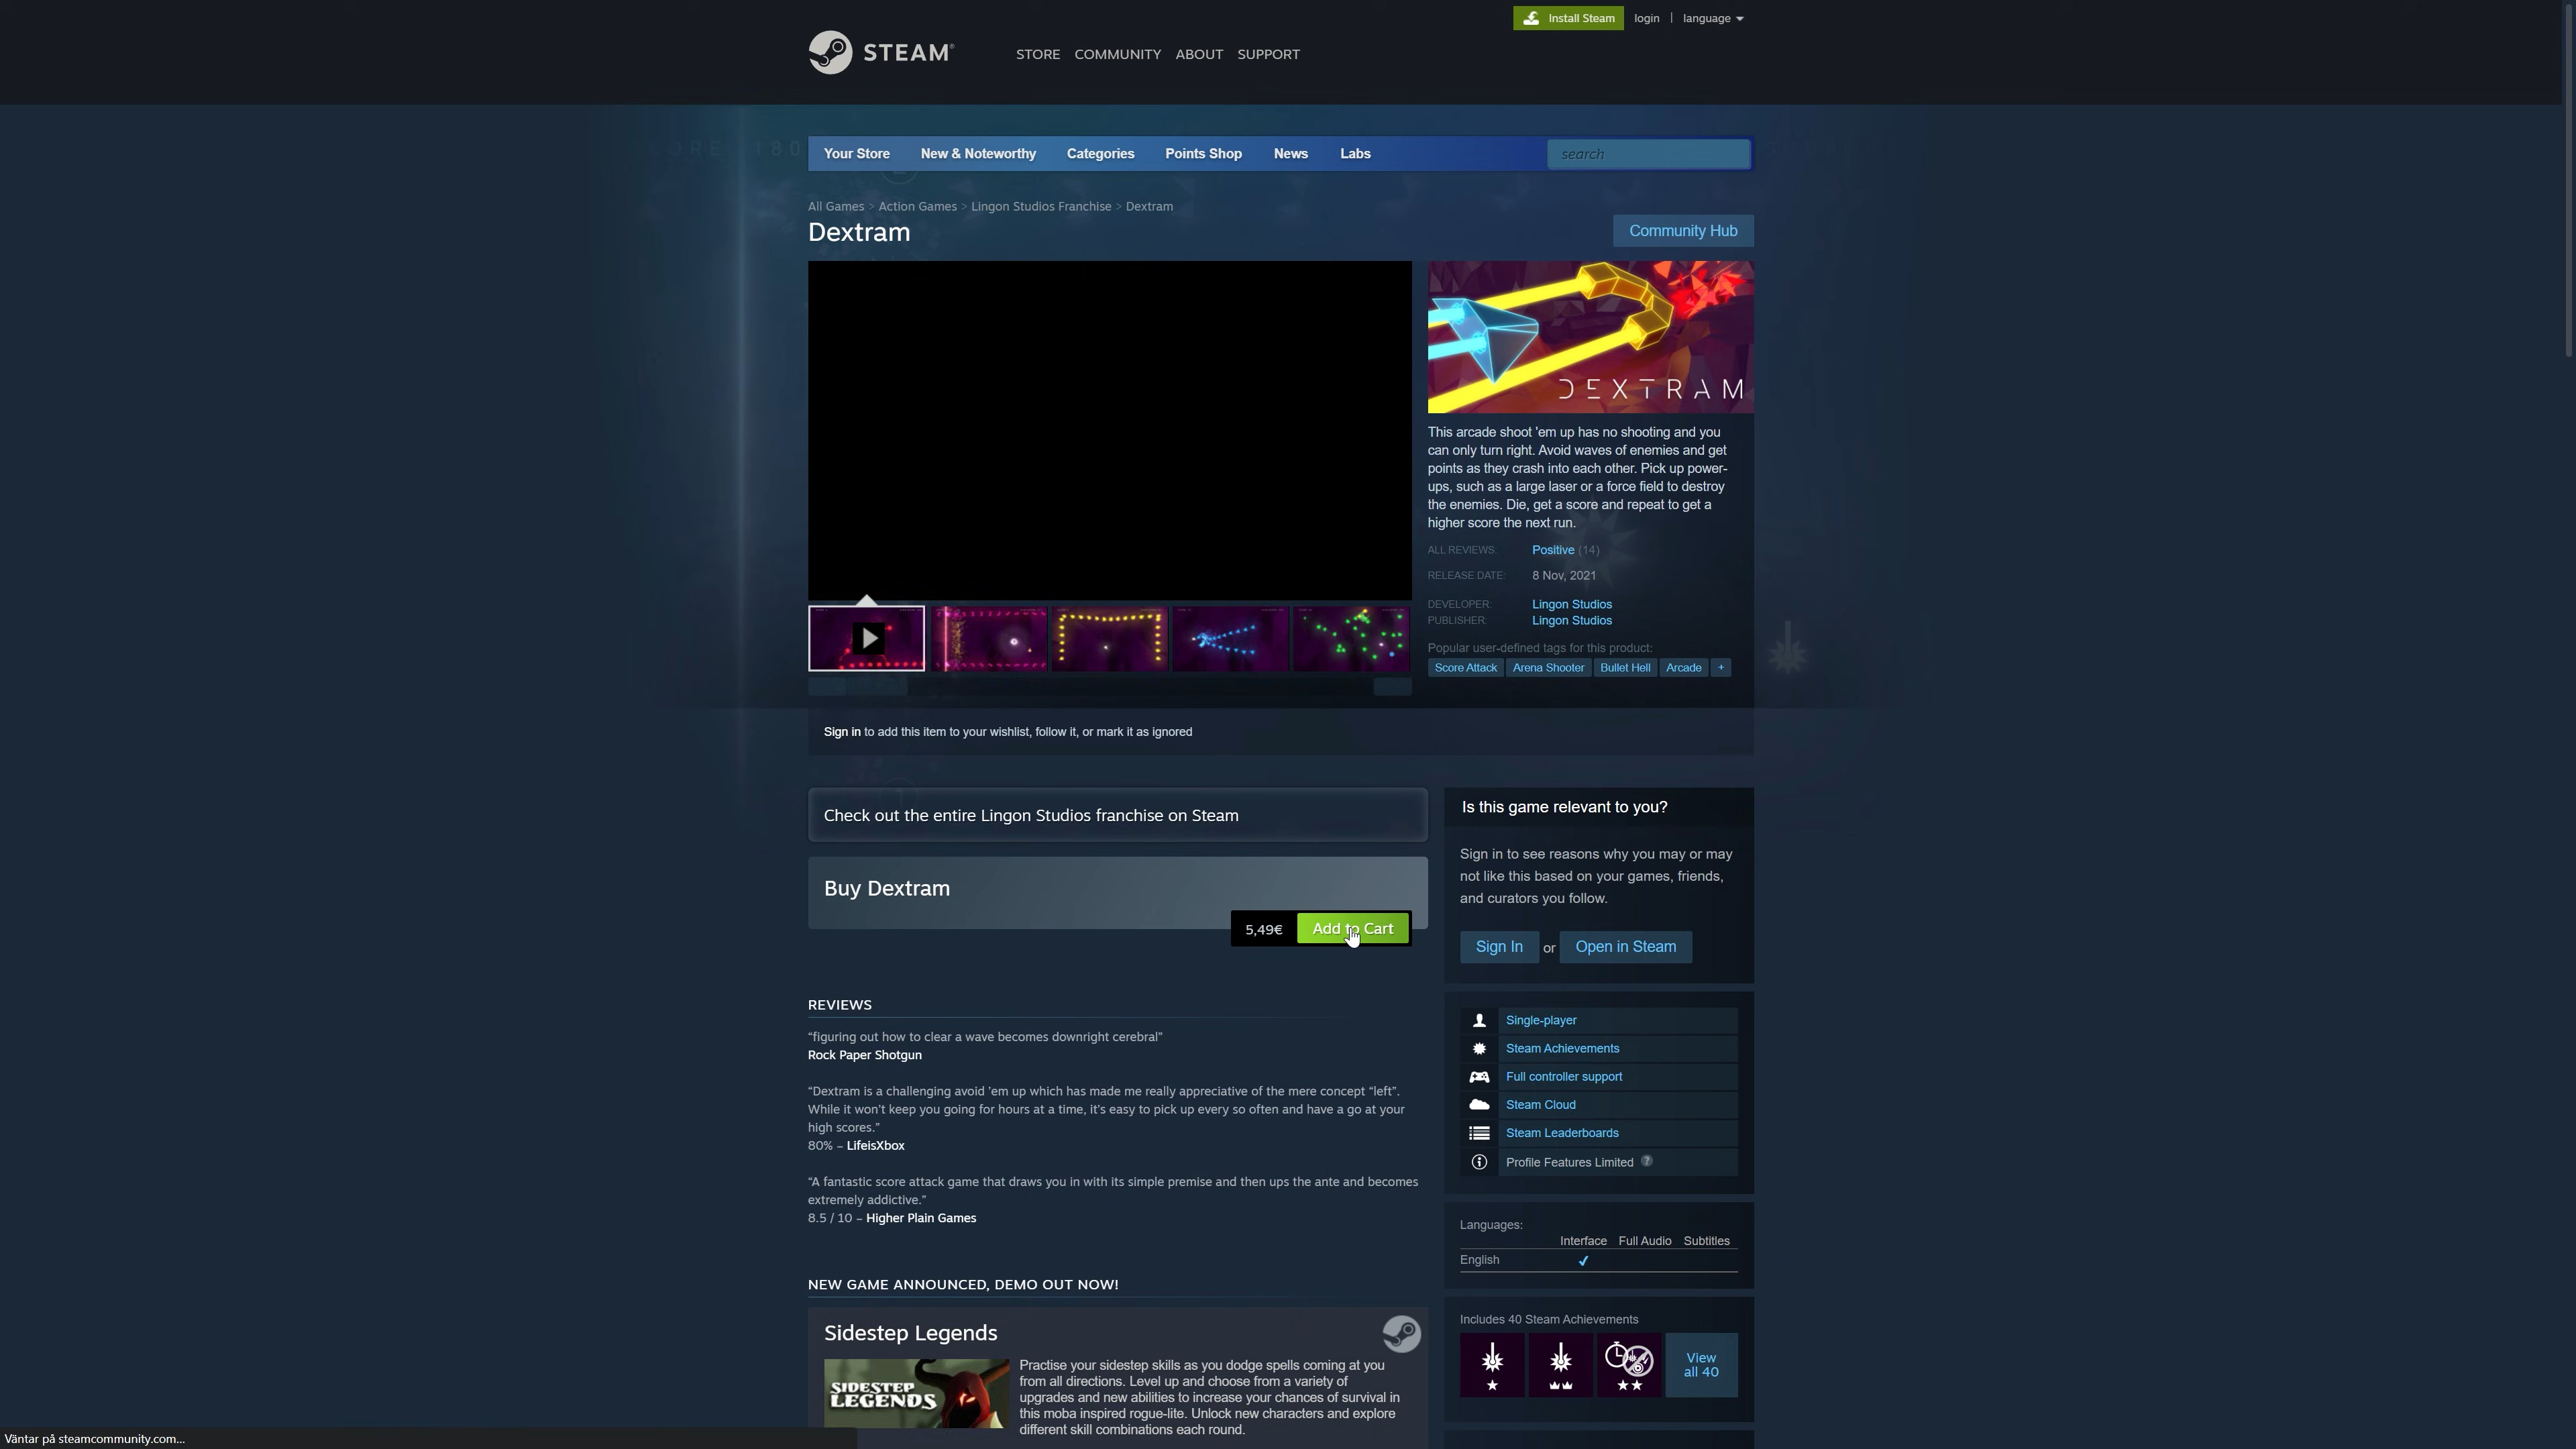 Install Steam login | language
STEAM®
STORE COMMUNITY ABOUT SUPPORT
Your Store New & Noteworthy Categories Points Shop News Labs search
All Games > Action Games > Lingon Studios Franchise > Dextram
Dextram
Community Hub
DEXTRAM
This arcade shoot 'em up has no shooting and you
can only turn right. Avoid waves of enemies and get
points as they crash into each other. Pick up power-
ups, such as a large laser or a force field to destroy
the enemies. Die, get a score and repeat to get a
higher score the next run.
ALL REVIEWS: Positive (14)
RELEASE DATE: 8 Nov, 2021
DEVELOPER: Lingon Studios
PUBLISHER: Lingon Studios
Popular user-defined tags for this product:
Score Attack Arena Shooter Bullet Hell Arcade +
Sign in to add this item to your wishlist, follow it, or mark it as ignored
Check out the entire Lingon Studios franchise on Steam
Buy Dextram
5,49€ Add to Cart
REVIEWS
“figuring out how to clear a wave becomes downright cerebral”
Rock Paper Shotgun
“Dextram is a challenging avoid ’em up which has made me really appreciative of the mere concept “left”.
While it won’t keep you going for hours at a time, it’s easy to pick up every so often and have a go at your
high scores.”
80% – LifeisXbox
“A fantastic score attack game that draws you in with its simple premise and then ups the ante and becomes
extremely addictive.”
8.5 / 10 – Higher Plain Games
NEW GAME ANNOUNCED, DEMO OUT NOW!
Sidestep Legends
SIDESTEP
LEGENDS
Practise your sidestep skills as you dodge spells coming at you
from all directions. Level up and choose from a variety of
upgrades and new abilities to increase your chances of survival in
this moba inspired rogue-lite. Unlock new characters and explore
different skill combinations each round.
Is this game relevant to you?
Sign in to see reasons why you may or may
not like this based on your games, friends,
and curators you follow.
Sign In or Open in Steam
Single-player
Steam Achievements
Full controller support
Steam Cloud
Steam Leaderboards
Profile Features Limited ?
Languages:
Interface Full Audio Subtitles
English ✔
Includes 40 Steam Achievements
View
all 40
Väntar på steamcommunity.com...